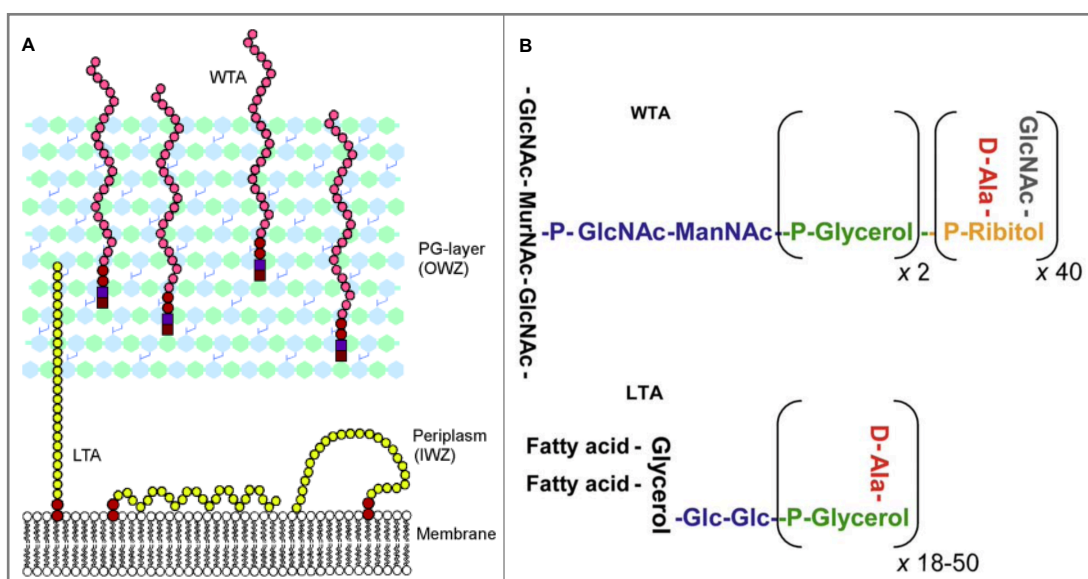 A
WTA
PG-layer
(OWZ)
LTA
Periplasm
(IWZ)
Membrane
B
- GlcNAc- MurNAc - GlcNAc-
WTA
-P- GlcNAc-ManNAc--P-Glycerol -- P-Ribitol
D-Ala-
GlcNAc -
x 2
x 40
LTA
Fatty acid -
Fatty acid -
Glycerol
-Glc-Glc--P-Glycerol
D-Ala-
x 18-50